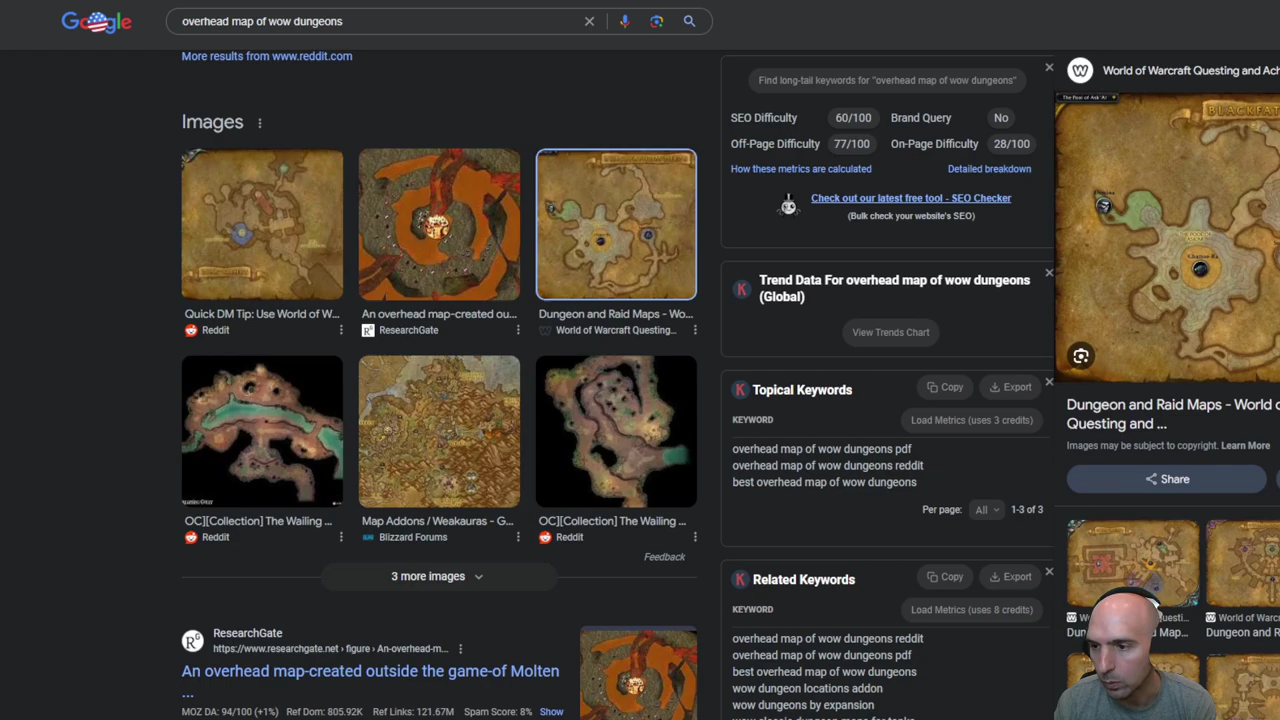 Google
overhead map of wow dungeons
More results from www.reddit.com
Images
Quick DM Tip: Use World of W...
Reddit
An overhead map-created ou...
ResearchGate
Dungeon and Raid Maps - Wo...
World of Warcraft Questing...
OC][Collection] The Wailing ...
Reddit
Map Addons / Weakauras - G...
Blizzard Forums
OC][Collection] The Wailing ...
Reddit
Feedback
3 more images
ResearchGate
https://www.researchgate.net › figure › An-overhead-m...
An overhead map-created outside the game-of Molten
...
MOZ DA: 94/100 (+1%) Ref Dom: 805.92K Ref Links: 121.67M Spam Score: 8% Show
Find long-tail keywords for "overhead map of wow dungeons"
SEO Difficulty 60/100 Brand Query No
Off-Page Difficulty 77/100 On-Page Difficulty 28/100
How these metrics are calculated Detailed breakdown
Check out our latest free tool - SEO Checker
(Bulk check your website's SEO)
Trend Data For overhead map of wow dungeons
(Global)
View Trends Chart
Topical Keywords Copy Export
KEYWORD Load Metrics (uses 3 credits)
overhead map of wow dungeons pdf
overhead map of wow dungeons reddit
best overhead map of wow dungeons
Per page: All 1-3 of 3
Related Keywords Copy Export
KEYWORD Load Metrics (uses 8 credits)
overhead map of wow dungeons reddit
overhead map of wow dungeons pdf
best overhead map of wow dungeons
wow dungeon locations addon
wow dungeons by expansion
World of Warcraft Questing and Ach
BLACKFAT
Dungeon and Raid Maps - World o
Questing and ...
Images may be subject to copyright. Learn More
Share
World of
World of Warcr
Dun
Map...
Dungeon and R